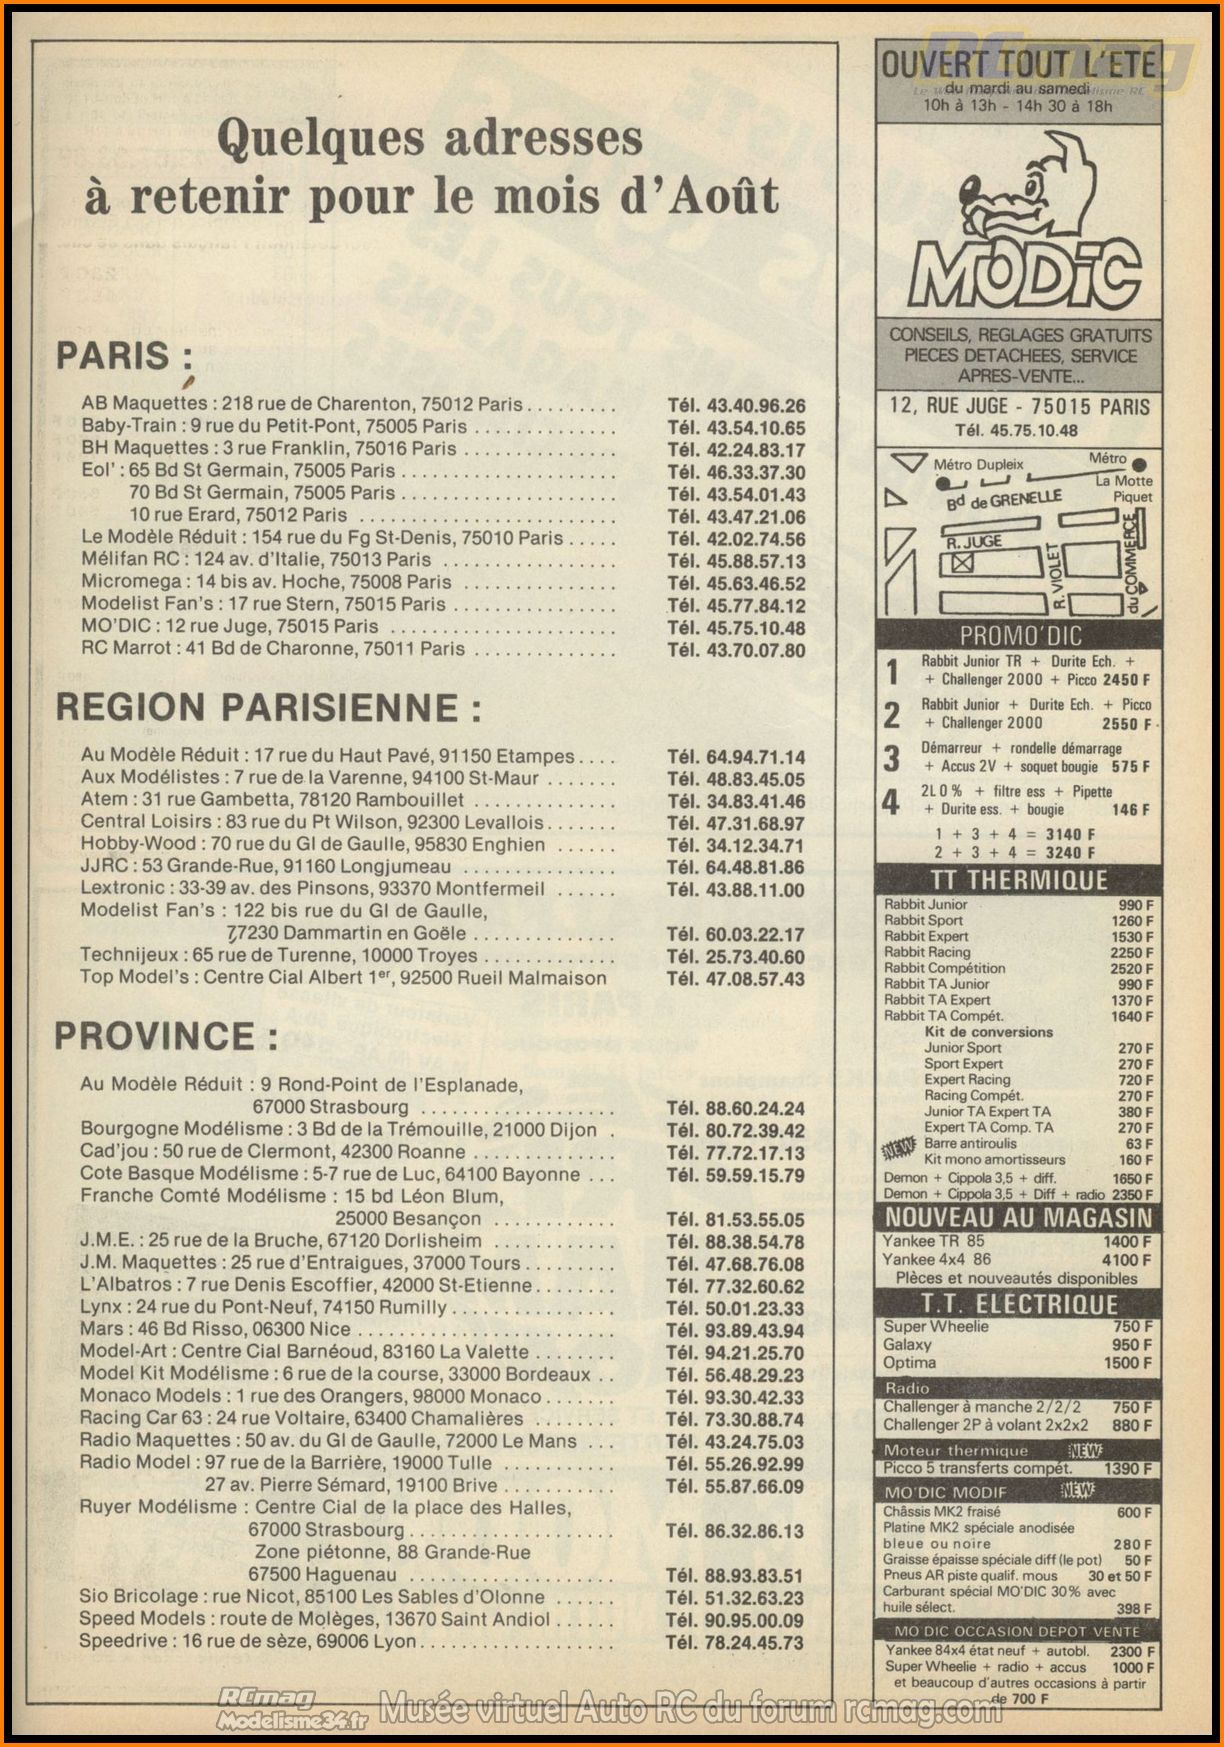 Quelques adresses
à retenir pour le mois d'Août
PARIS :
AB Maquettes : 218 rue de Charenton, 75012 Paris . . . . . . . . . Tél. 43.40.96.26
Baby-Train : 9 rue du Petit-Pont, 75005 Paris . . . . . . . . . . . . . . Tél. 43.54.10.65
BH Maquettes : 3 rue Franklin, 75016 Paris . . . . . . . . . . . . . . . Tél. 42.24.83.17
Eol' : 65 Bd St Germain, 75005 Paris . . . . . . . . . . . . . . . . . . . . . Tél. 46.33.37.30
70 Bd St Germain, 75005 Paris . . . . . . . . . . . . . . . . . . . . . Tél. 43.54.01.43
10 rue Erard, 75012 Paris . . . . . . . . . . . . . . . . . . . . . . . . . Tél. 43.47.21.06
Le Modèle Réduit : 154 rue du Fg St-Denis, 75010 Paris . . . . . Tél. 42.02.74.56
Mélifan RC : 124 av. d'Italie, 75013 Paris . . . . . . . . . . . . . . . . . . Tél. 45.88.57.13
Micromega : 14 bis av. Hoche, 75008 Paris . . . . . . . . . . . . . . . Tél. 45.63.46.52
Modelist Fan's : 17 rue Stern, 75015 Paris . . . . . . . . . . . . . . . . Tél. 45.77.84.12
MO'DIC : 12 rue Juge, 75015 Paris . . . . . . . . . . . . . . . . . . . . . . Tél. 45.75.10.48
RC Marrot : 41 Bd de Charonne, 75011 Paris . . . . . . . . . . . . . . Tél. 43.70.07.80
REGION PARISIENNE :
Au Modèle Réduit : 17 rue du Haut Pavé, 91150 Etampes . . . . Tél. 64.94.71.14
Aux Modélistes : 7 rue de la Varenne, 94100 St-Maur . . . . . . . Tél. 48.83.45.05
Atem : 31 rue Gambetta, 78120 Rambouillet . . . . . . . . . . . . . . Tél. 34.83.41.46
Central Loisirs : 83 rue du Pt Wilson, 92300 Levallois . . . . . . . Tél. 47.31.68.97
Hobby-Wood : 70 rue du Gl de Gaulle, 95830 Enghien . . . . . . Tél. 34.12.34.71
JJRC : 53 Grande-Rue, 91160 Longjumeau . . . . . . . . . . . . . . . . Tél. 64.48.81.86
Lextronic : 33-39 av. des Pinsons, 93370 Montfermeil . . . . . . Tél. 43.88.11.00
Modelist Fan's : 122 bis rue du Gl de Gaulle,
77230 Dammartin en Goële . . . . . . . . . . . . . . Tél. 60.03.22.17
Technijeux : 65 rue de Turenne, 10000 Troyes . . . . . . . . . . . . . Tél. 25.73.40.60
Top Model's : Centre Cial Albert 1er, 92500 Rueil Malmaison Tél. 47.08.57.43
PROVINCE :
Au Modèle Réduit : 9 Rond-Point de l'Esplanade,
67000 Strasbourg . . . . . . . . . . . . . . . . . . . Tél. 88.60.24.24
Bourgogne Modélisme : 3 Bd de la Trémouille, 21000 Dijon . Tél. 80.72.39.42
Cad'jou : 50 rue de Clermont, 42300 Roanne . . . . . . . . . . . . . . Tél. 77.72.17.13
Cote Basque Modélisme : 5-7 rue de Luc, 64100 Bayonne . . . Tél. 59.59.15.79
Franche Comté Modélisme : 15 bd Léon Blum,
25000 Besançon . . . . . . . . . . . . Tél. 81.53.55.05
J.M.E. : 25 rue de la Bruche, 67120 Dorlisheim . . . . . . . . . . . . . Tél. 88.38.54.78
J.M. Maquettes : 25 rue d'Entraigues, 37000 Tours . . . . . . . . . Tél. 47.68.76.08
L'Albatros : 7 rue Denis Escoffier, 42000 St-Etienne . . . . . . . . Tél. 77.32.60.62
Lynx : 24 rue du Pont-Neuf, 74150 Rumilly . . . . . . . . . . . . . . . . Tél. 50.01.23.33
Mars : 46 Bd Risso, 06300 Nice . . . . . . . . . . . . . . . . . . . . . . . . . Tél. 93.89.43.94
Model-Art : Centre Cial Barnéoud, 83160 La Valette . . . . . . . . Tél. 94.21.25.70
Model Kit Modélisme : 6 rue de la course, 33000 Bordeaux . . Tél. 56.48.29.23
Monaco Models : 1 rue des Orangers, 98000 Monaco . . . . . . . Tél. 93.30.42.33
Racing Car 63 : 24 rue Voltaire, 63400 Chamalières . . . . . . . . Tél. 73.30.88.74
Radio Maquettes : 50 av. du Gl de Gaulle, 72000 Le Mans . . . Tél. 43.24.75.03
Radio Model : 97 rue de la Barrière, 19000 Tulle . . . . . . . . . . . Tél. 55.26.92.99
27 av. Pierre Sémard, 19100 Brive . . . . . . . . . . . Tél. 55.87.66.09
Ruyer Modélisme : Centre Cial de la place des Halles,
67000 Strasbourg . . . . . . . . . . . . . . . . . . . . Tél. 86.32.86.13
Zone piétonne, 88 Grande-Rue
67500 Haguenau . . . . . . . . . . . . . . . . . . . . Tél. 88.93.83.51
Sio Bricolage : rue Nicot, 85100 Les Sables d'Olonne . . . . . . Tél. 51.32.63.23
Speed Models : route de Molèges, 13670 Saint Andiol . . . . . . Tél. 90.95.00.09
Speedrive : 16 rue de sèze, 69006 Lyon . . . . . . . . . . . . . . . . . . . Tél. 78.24.45.73
RCmag
OUVERT TOUT L'ETE
du mardi au samedi
10h à 13h - 14h 30 à 18h
MODIC
CONSEILS, REGLAGES GRATUITS
PIECES DETACHEES, SERVICE
APRES-VENTE...
12, RUE JUGE - 75015 PARIS
Tél. 45.75.10.48
Métro Dupleix
Métro
La Motte
Piquet
Bd de GRENELLE
R. JUGE
R. VIOLET
du COMMERCE
PROMO'DIC
1 Rabbit Junior TR + Durite Ech. +
+ Challenger 2000 + Picco 2450 F
2 Rabbit Junior + Durite Ech. + Picco
+ Challenger 2000 2550 F
3 Démarreur + rondelle démarrage
+ Accus 2V + soquet bougie 575 F
4 2L 0 % + filtre ess + Pipette
+ Durite ess. + bougie 146 F
1 + 3 + 4 = 3140 F
2 + 3 + 4 = 3240 F
TT THERMIQUE
Rabbit Junior 990 F
Rabbit Sport 1260 F
Rabbit Expert 1530 F
Rabbit Racing 2250 F
Rabbit Compétition 2520 F
Rabbit TA Junior 990 F
Rabbit TA Expert 1370 F
Rabbit TA Compét. 1640 F
Kit de conversions
Junior Sport 270 F
Sport Expert 270 F
Expert Racing 720 F
Racing Compét. 270 F
Junior TA Expert TA 380 F
Expert TA Comp. TA 270 F
NEW Barre antiroulis 63 F
Kit mono amortisseurs 160 F
Demon + Cippola 3,5 + diff. 1650 F
Demon + Cippola 3,5 + Diff + radio 2350 F
NOUVEAU AU MAGASIN
Yankee TR 85 1400 F
Yankee 4x4 86 4100 F
Pièces et nouveautés disponibles
T.T. ELECTRIQUE
Super Wheelie 750 F
Galaxy 950 F
Optima 1500 F
Radio
Challenger à manche 2/2/2 750 F
Challenger 2P à volant 2x2x2 880 F
Moteur thermique NEW
Picco 5 transferts compét. 1390 F
MO'DIC MODIF NEW
Châssis MK2 fraisé 600 F
Platine MK2 spéciale anodisée
bleue ou noire 280 F
Graisse épaisse spéciale diff (le pot) 50 F
Pneus AR piste qualif. mous 30 et 50 F
Carburant spécial MO'DIC 30% avec
huile sélect. 398 F
MO DIC OCCASION DEPOT VENTE
Yankee 84x4 état neuf + autobl. 2300 F
Super Wheelie + radio + accus 1000 F
et beaucoup d'autres occasions à partir
de 700 F
RCmag
Modelisme34.fr
Musée virtuel Auto RC du forum rcmag.com